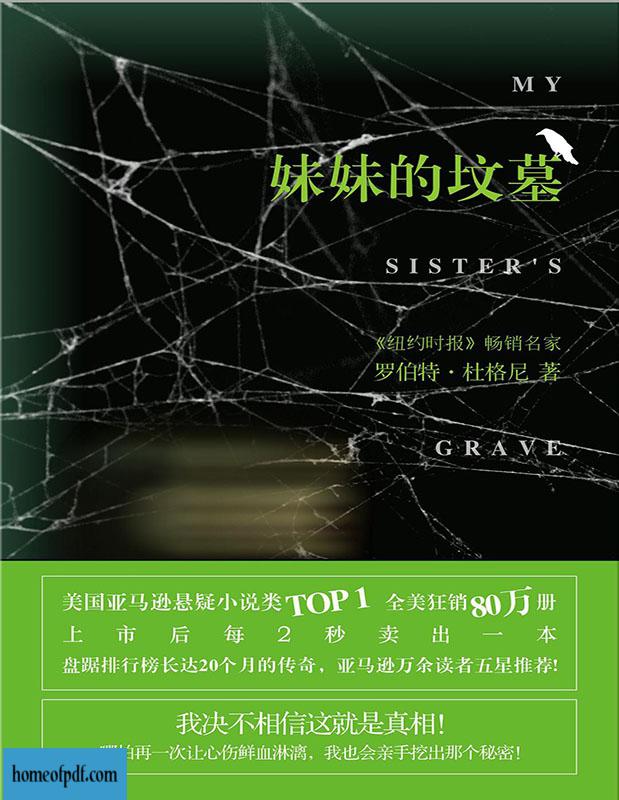 MY
妹妹的坟墓
SISTER'S
《纽约时报》畅销名家
罗伯特·杜格尼 著
GRAVE
美国亚马逊悬疑小说类TOP 1 全美狂销80万册
上市后每2秒卖出一本
盘踞排行榜长达20个月的传奇，亚马逊万余读者五星推荐!
我决不相信这就是真相!
哪怕再一次让心伤鲜血淋漓，我也会亲手挖出那个秘密!
homeofpdf.com